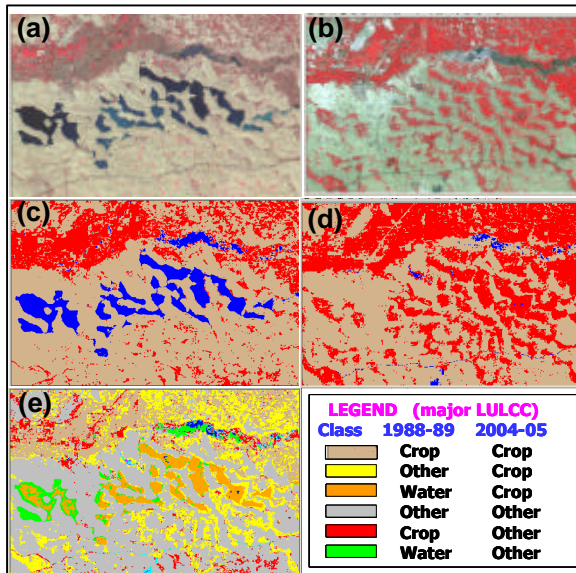 (a)
(b)
(c)
(d)
(e)
LEGEND (major LULCC)
Class 1988-89 2004-05
Crop Crop
Other Crop
Water Crop
Other Other
Crop Other
Water Other